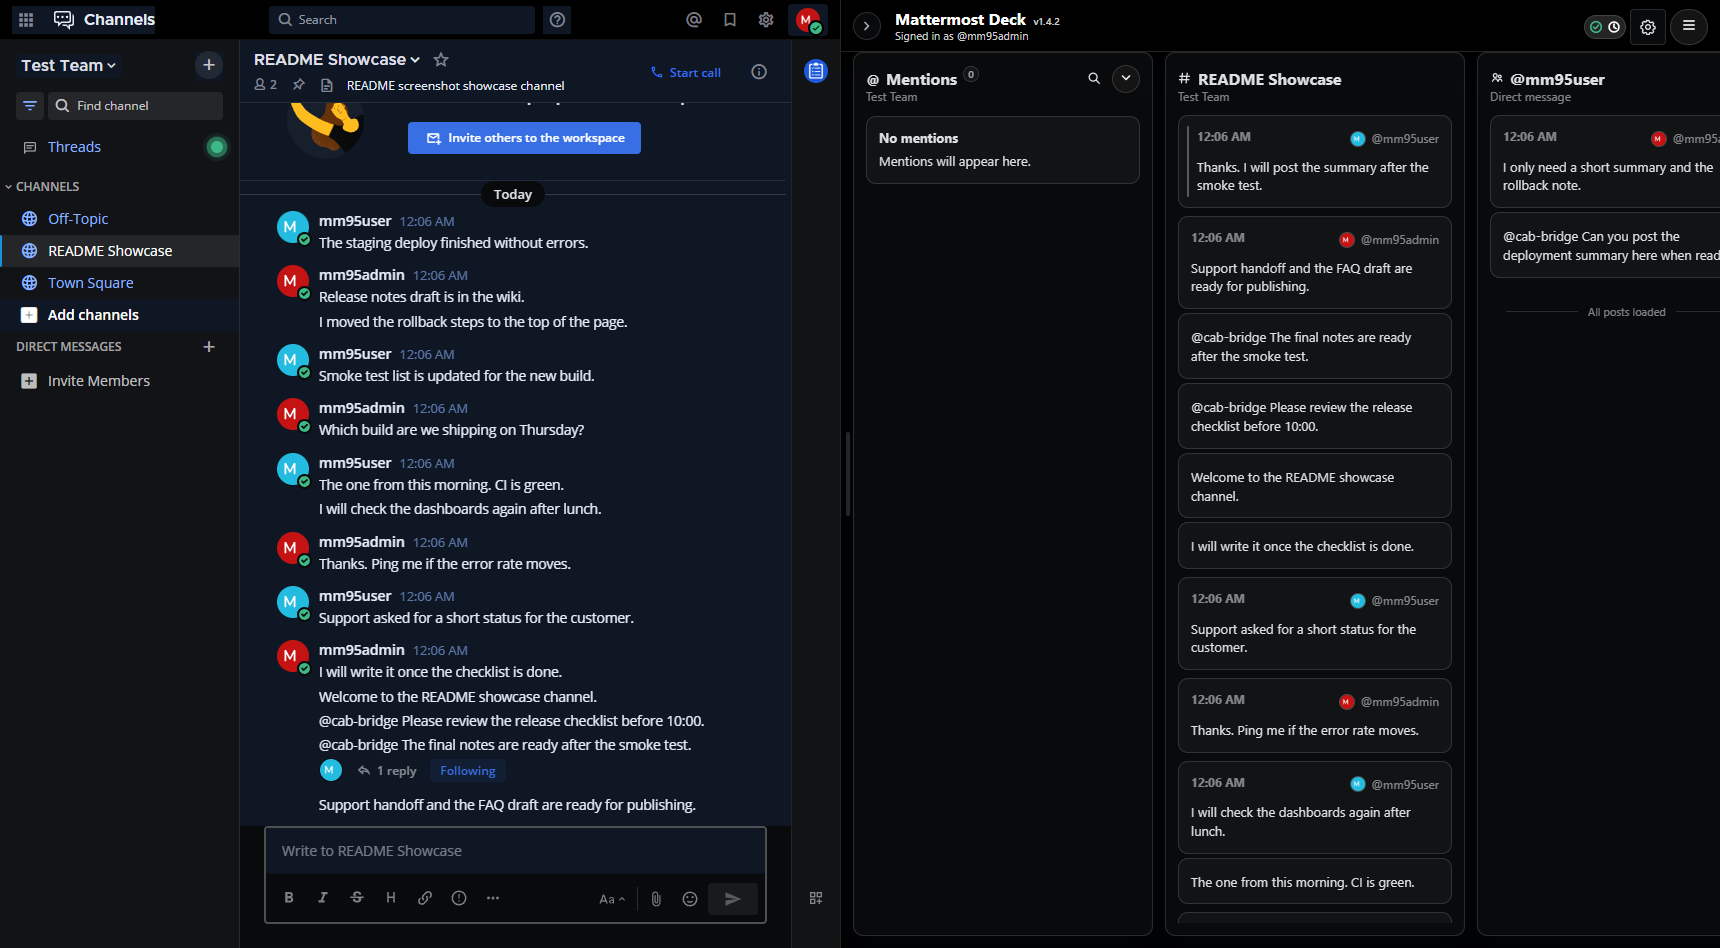 Channels
Search
Test Team
Find channel
Threads
CHANNELS
Off-Topic
README Showcase
Town Square
Add channels
DIRECT MESSAGES
Invite Members
README Showcase
2
README screenshot showcase channel
Start call
Invite others to the workspace
Today
M
mm95user 12:06 AM
The staging deploy finished without errors.
M
mm95admin 12:06 AM
Release notes draft is in the wiki.
I moved the rollback steps to the top of the page.
M
mm95user 12:06 AM
Smoke test list is updated for the new build.
M
mm95admin 12:06 AM
Which build are we shipping on Thursday?
M
mm95user 12:06 AM
The one from this morning. CI is green.
I will check the dashboards again after lunch.
M
mm95admin 12:06 AM
Thanks. Ping me if the error rate moves.
M
mm95user 12:06 AM
Support asked for a short status for the customer.
M
mm95admin 12:06 AM
I will write it once the checklist is done.
Welcome to the README showcase channel.
@cab-bridge Please review the release checklist before 10:00.
@cab-bridge The final notes are ready after the smoke test.
M 1 reply Following
Support handoff and the FAQ draft are ready for publishing.
Write to README Showcase
B I S H Aa
M
Mattermost Deck v1.4.2
Signed in as @mm95admin
@ Mentions 0
Test Team
No mentions
Mentions will appear here.
# README Showcase
Test Team
12:06 AM M @mm95user
Thanks. I will post the summary after the
smoke test.
12:06 AM M @mm95admin
Support handoff and the FAQ draft are
ready for publishing.
@cab-bridge The final notes are ready
after the smoke test.
@cab-bridge Please review the release
checklist before 10:00.
Welcome to the README showcase
channel.
I will write it once the checklist is done.
12:06 AM M @mm95user
Support asked for a short status for the
customer.
12:06 AM M @mm95admin
Thanks. Ping me if the error rate moves.
12:06 AM M @mm95user
I will check the dashboards again after
lunch.
The one from this morning. CI is green.
@mm95user
Direct message
12:06 AM M @mm95a
I only need a short summary and the
rollback note.
@cab-bridge Can you post the
deployment summary here when read
All posts loaded